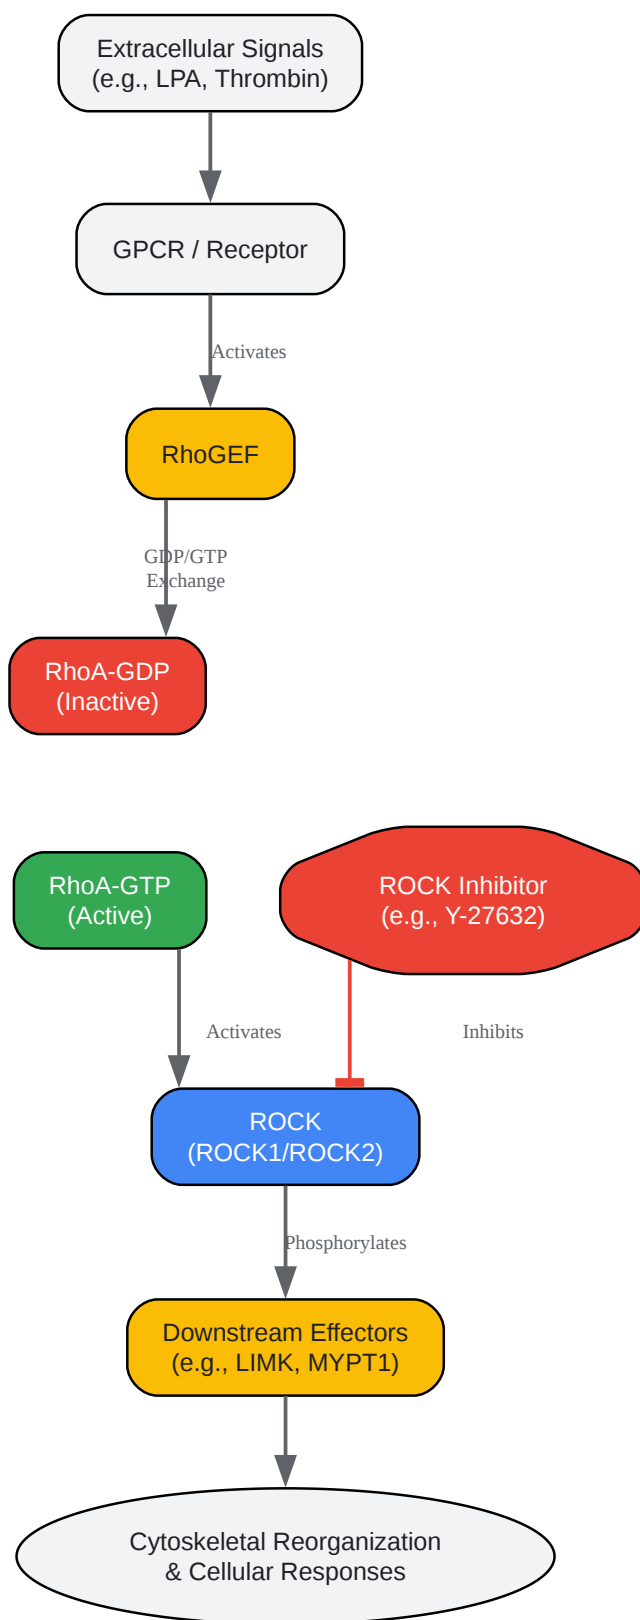 Extracellular Signals
(e.g., LPA, Thrombin)
GPCR / Receptor
Activates
RhoGEF
GDP/GTP
Exchange
RhoA-GDP
(Inactive)
RhoA-GTP
(Active)
ROCK Inhibitor
(e.g., Y-27632)
Activates
Inhibits
ROCK
(ROCK1/ROCK2)
Phosphorylates
Downstream Effectors
(e.g., LIMK, MYPT1)
Cytoskeletal Reorganization
& Cellular Responses